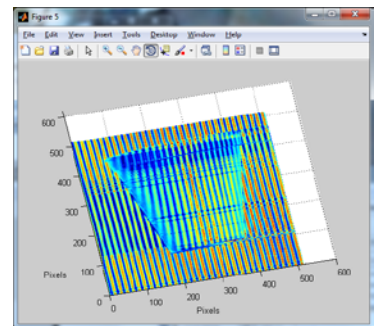 Figure 5
File Edit View Insert Tools Desktop Window Help
600
500
400
300
200
100
0
Pixels
0 100 200 300 400 500 600
Pixels